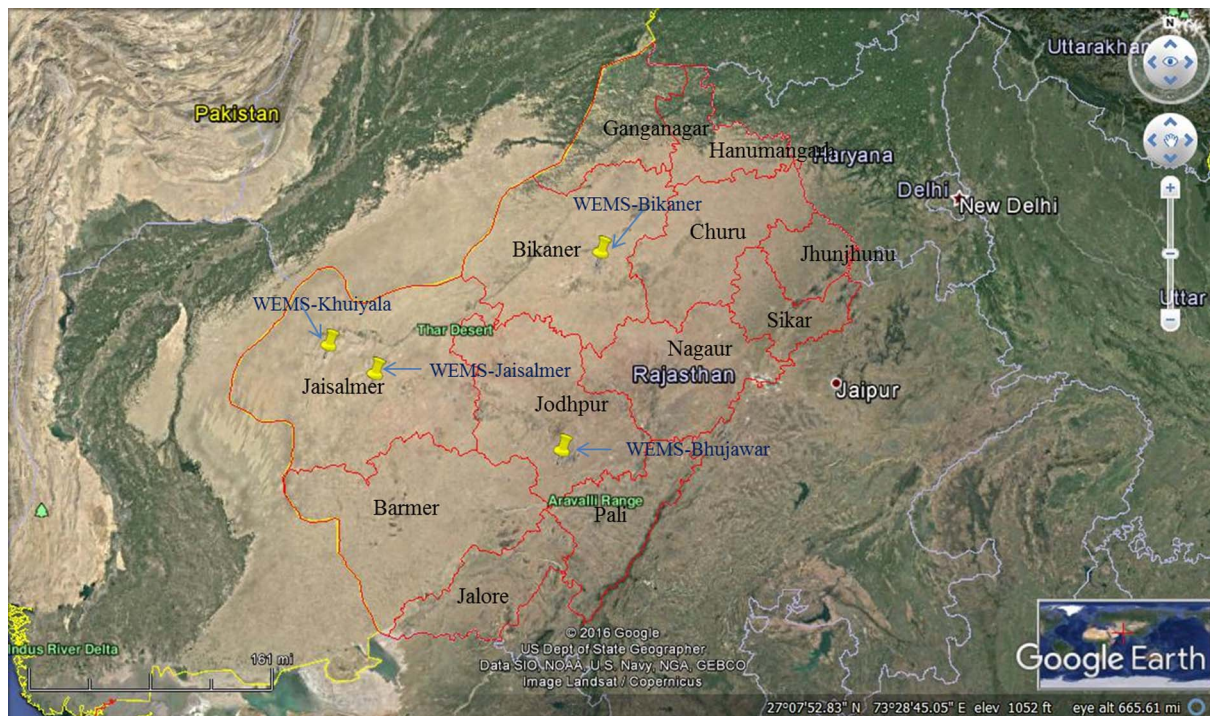 N
Uttarakhan
Pakistan
Ganganagar
Hanumangarh
Haryana
Delhi
New Delhi
WEMS-Bikaner
Churu
Bikaner
Jhunjhunu
WEMS-Khuiyala
Uttar
Thar Desert
Sikar
Nagaur
WEMS-Jaisalmer
Rajasthan
Jaisalmer
Jaipur
Jodhpur
WEMS-Bhujawar
Aravalli Range
Barmer
Pali
Jalore
© 2016 Google
US Dept of State Geographer
Data SIO, NOAA, U.S. Navy, NGA, GEBCO
Image Landsat / Copernicus
Indus River Delta
161 mi
Google Earth
27°07'52.83" N 73°28'45.05" E elev 1052 ft eye alt 665.61 mi